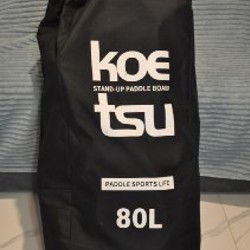 koe
STAND-UP PADDLE BOARD
tsu
PADDLE SPORTS LIFE
80L